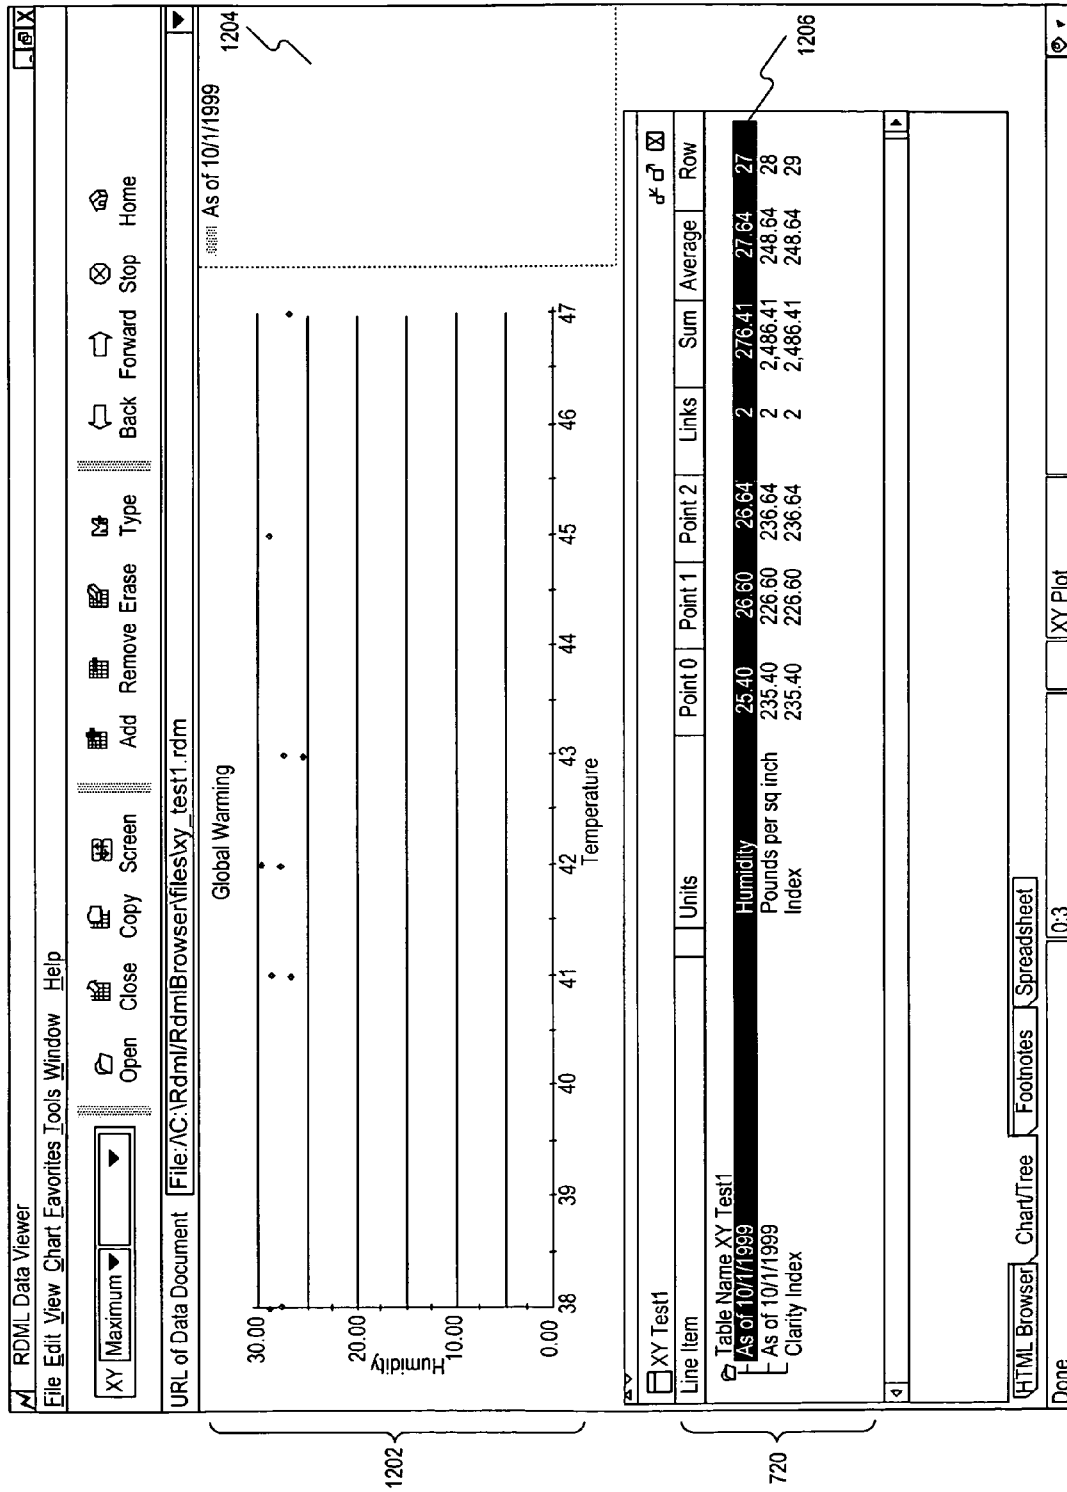 RDML Data Viewer
File Edit View Chart Favorites Tools Window Help
XY Maximum
Open Close Copy Screen Add Remove Erase Type Back Forward Stop Home
URL of Data Document File:/\C:\Rdml/RdmlBrowser\files\xy_test1.rdm
Global Warming
As of 10/1/1999
1204
30.00
20.00
10.00
0.00
Humidity
38 39 40 41 42 43 44 45 46 47
Temperature
1202
XY Test1
Line Item Units Point 0 Point 1 Point 2 Links Sum Average Row
Table Name XY Test1
As of 10/1/1999 Humidity 25.40 26.60 26.64 2 276.41 27.64 27
As of 10/1/1999 Pounds per sq inch 235.40 226.60 236.64 2 2,486.41 248.64 28
Clarity Index Index 235.40 226.60 236.64 2 2,486.41 248.64 29
1206
720
HTML Browser Chart/Tree Footnotes Spreadsheet
Done 0:3 XY Plot